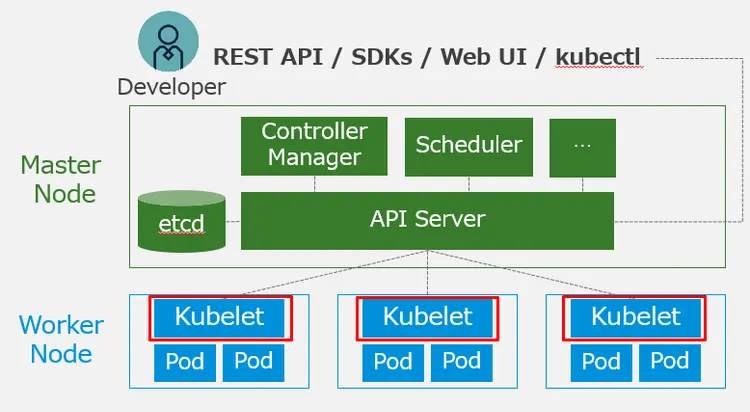 REST API / SDKs / Web UI / kubectl
Developer
Controller
Manager
Scheduler
...
Master
Node
etcd
API Server
Worker
Node
Kubelet
Kubelet
Kubelet
Pod
Pod
Pod
Pod
Pod
Pod